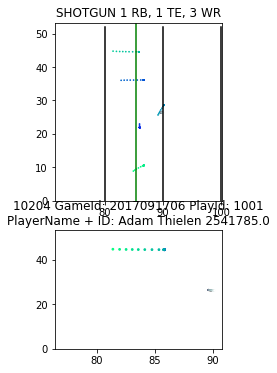 SHOTGUN 1 RB, 1 TE, 3 WR
50
40
30
20
10
0
80 90 100
10204 GameId: 2017091706 PlayId: 1001
PlayerName + ID: Adam Thielen 2541785.0
40
20
0
80 85 90